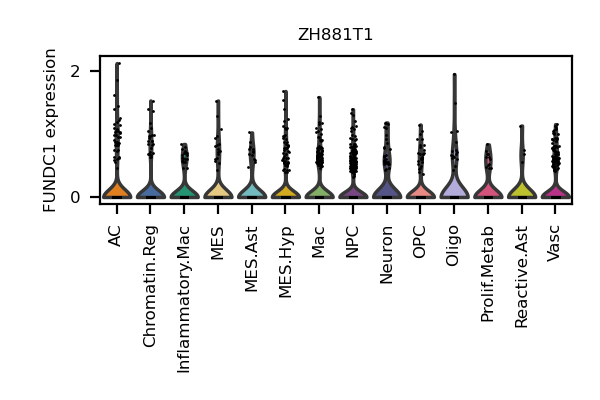 ZH881T1
FUNDC1 expression
2
0
AC
Chromatin.Reg
Inflammatory.Mac
MES
MES.Ast
MES.Hyp
Mac
NPC
Neuron
OPC
Oligo
Prolif.Metab
Reactive.Ast
Vasc